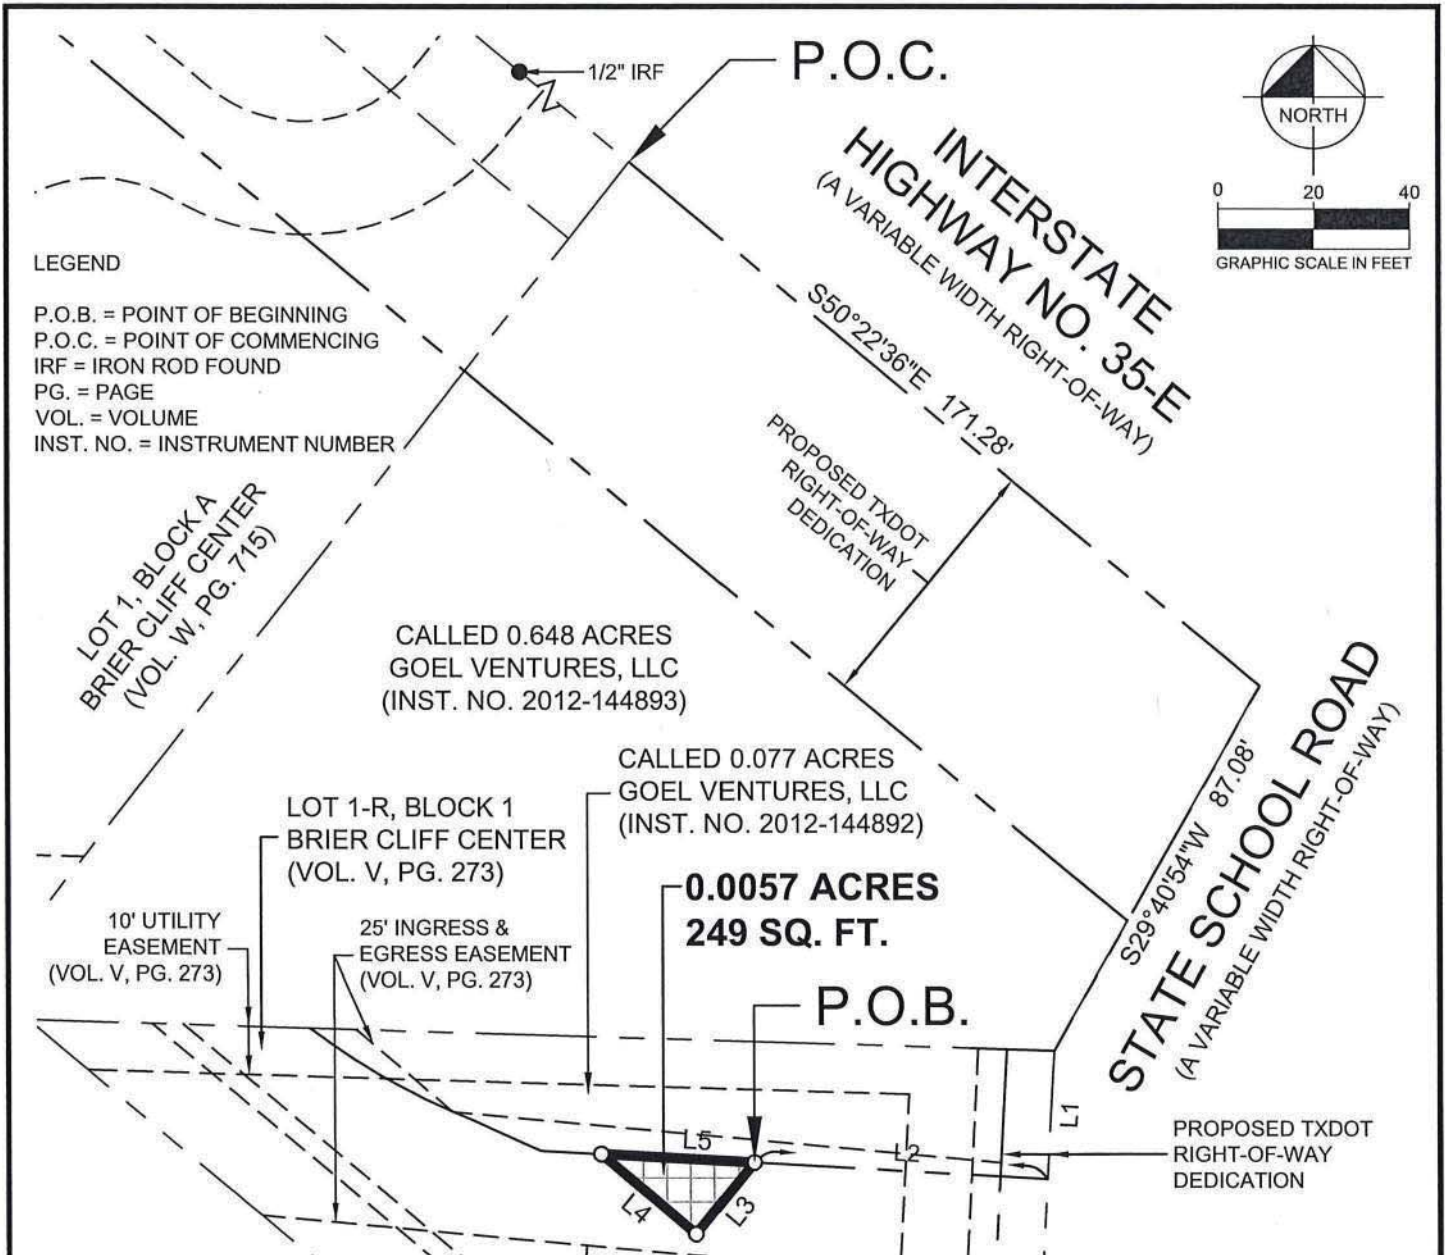 1/2" IRF
P.O.C.
NORTH
0 20 40
GRAPHIC SCALE IN FEET
INTERSTATE
HIGHWAY NO. 35-E
(A VARIABLE WIDTH RIGHT-OF-WAY)
LEGEND
P.O.B. = POINT OF BEGINNING
P.O.C. = POINT OF COMMENCING
IRF = IRON ROD FOUND
PG. = PAGE
VOL. = VOLUME
INST. NO. = INSTRUMENT NUMBER
S50°22'36"E 171.28'
PROPOSED TXDOT
RIGHT-OF-WAY
DEDICATION
LOT 1, BLOCK A
BRIER CLIFF CENTER
(VOL. W, PG. 715)
CALLED 0.648 ACRES
GOEL VENTURES, LLC
(INST. NO. 2012-144893)
CALLED 0.077 ACRES
GOEL VENTURES, LLC
(INST. NO. 2012-144892)
S29°40'54"W 87.08'
STATE SCHOOL ROAD
(A VARIABLE WIDTH RIGHT-OF-WAY)
LOT 1-R, BLOCK 1
BRIER CLIFF CENTER
(VOL. V, PG. 273)
0.0057 ACRES
249 SQ. FT.
10' UTILITY
EASEMENT
(VOL. V, PG. 273)
25' INGRESS &
EGRESS EASEMENT
(VOL. V, PG. 273)
P.O.B.
L1
L5
L2
PROPOSED TXDOT
RIGHT-OF-WAY
DEDICATION
L4
L3